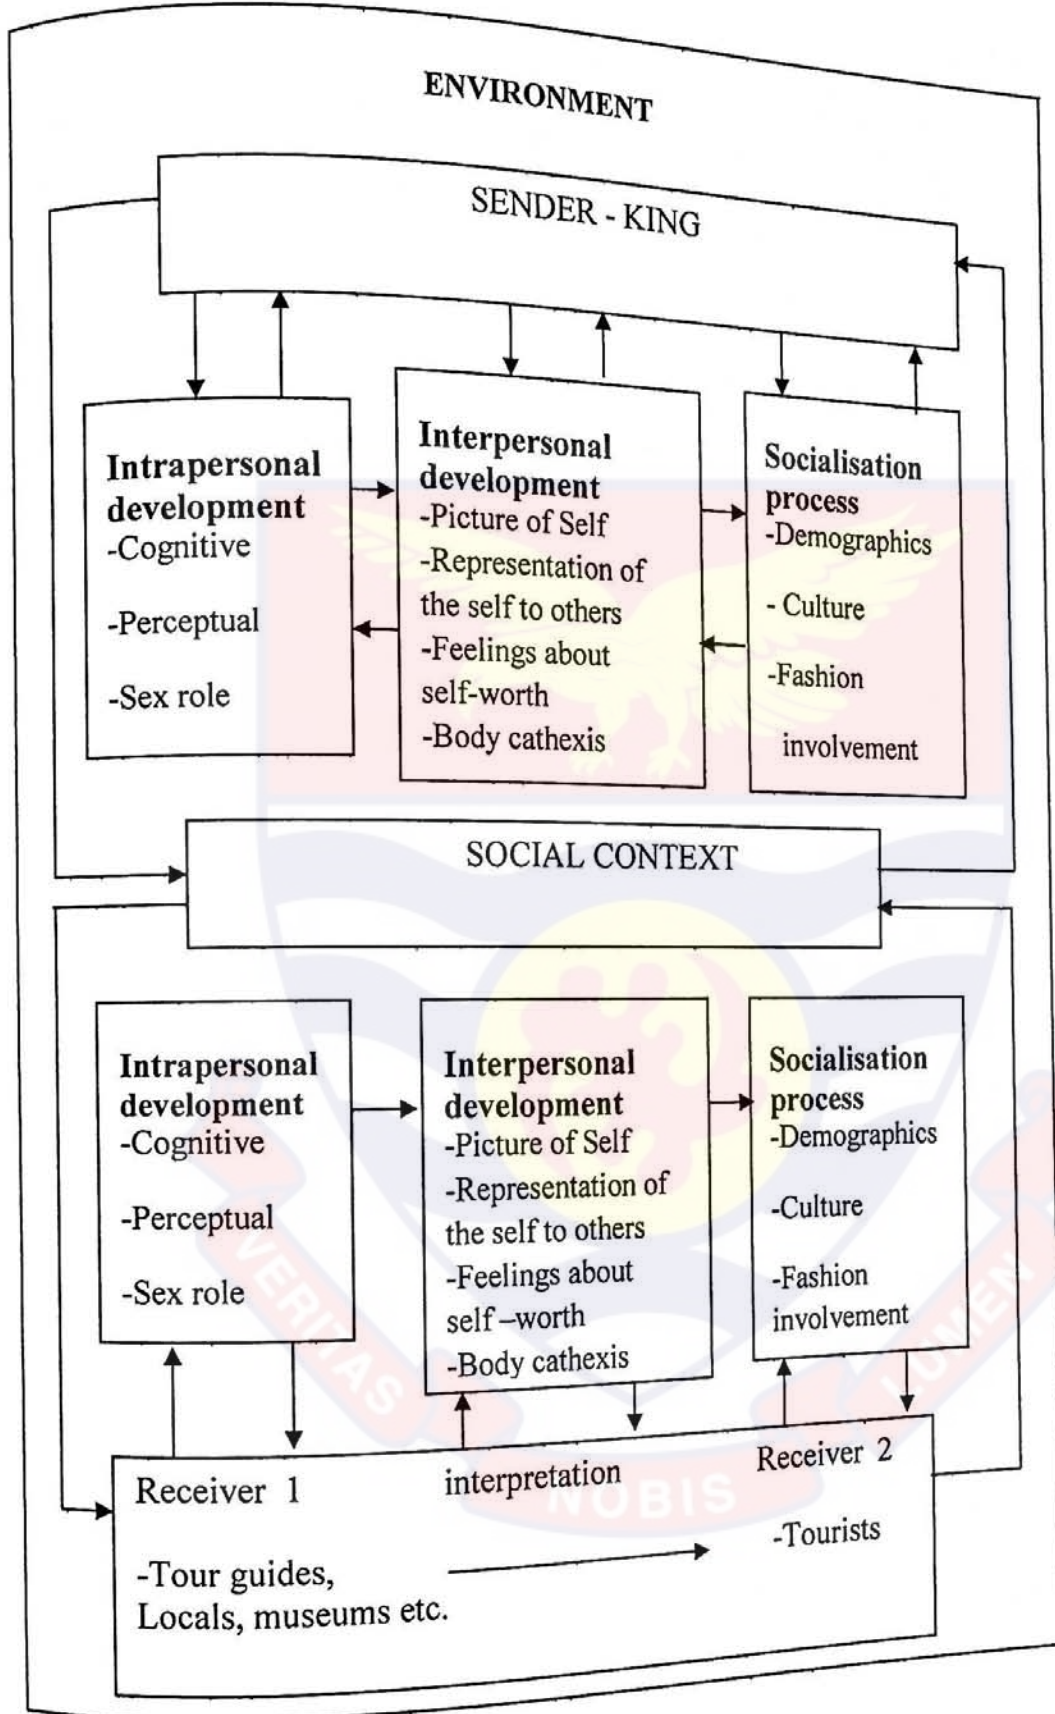 ENVIRONMENT
SENDER - KING
Intrapersonal
development
-Cognitive
-Perceptual
-Sex role
Interpersonal
development
-Picture of Self
-Representation of
the self to others
-Feelings about
self-worth
-Body cathexis
Socialisation
process
-Demographics
- Culture
-Fashion
involvement
SOCIAL CONTEXT
Intrapersonal
development
-Cognitive
-Perceptual
-Sex role
Interpersonal
development
-Picture of Self
-Representation of
the self to others
-Feelings about
self –worth
-Body cathexis
Socialisation
process
-Demographics
-Culture
-Fashion
involvement
Receiver 1
-Tour guides,
Locals, museums etc.
interpretation
Receiver 2
-Tourists
VERITAS
NOBIS
LUMEN